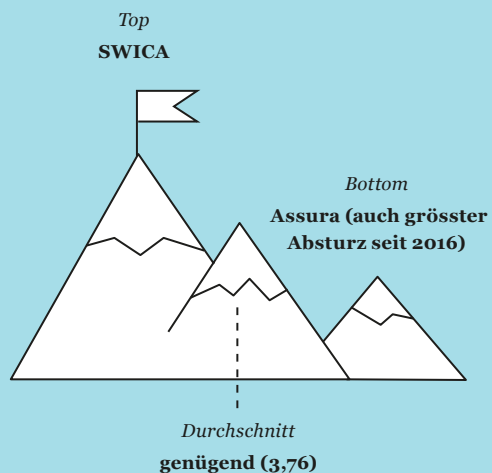 Top
SWICA
Bottom
Assura (auch grösster
Absturz seit 2016)
Durchschnitt
genügend (3,76)